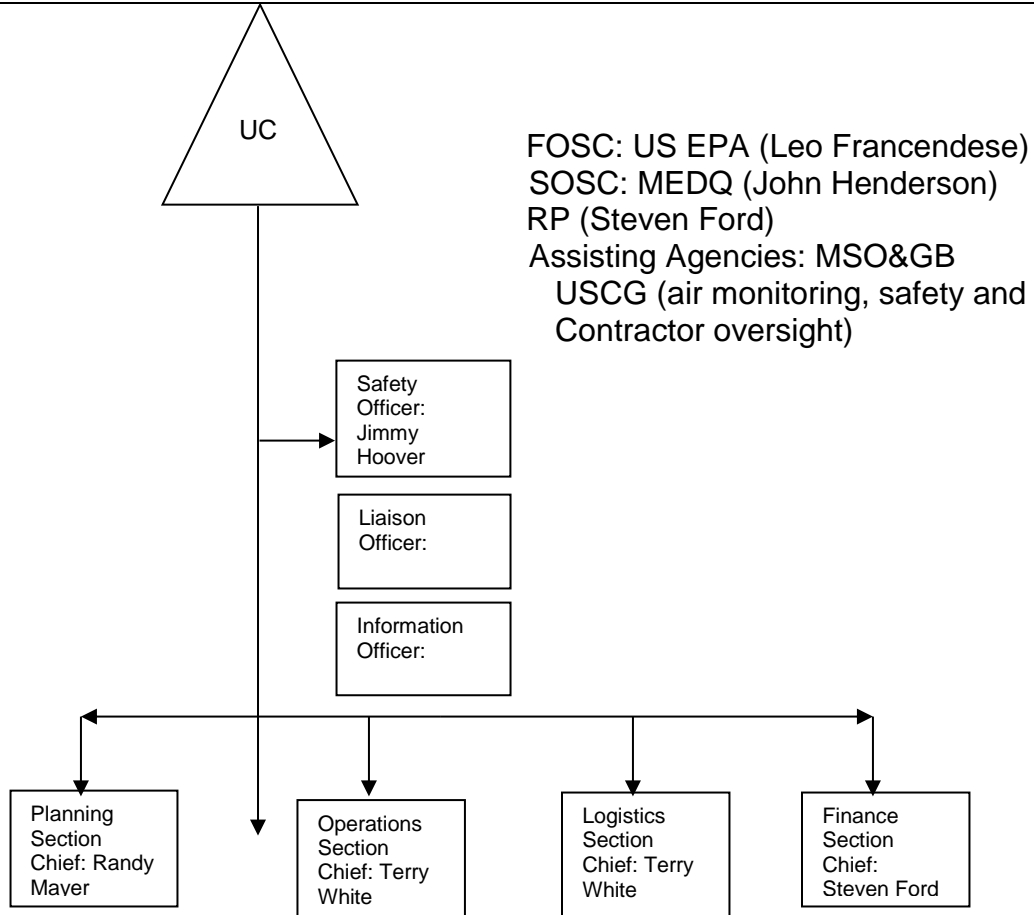 UC
FOSC: US EPA (Leo Francendese)
SOSC: MEDQ (John Henderson)
RP (Steven Ford)
Assisting Agencies: MSO&GB
USCG (air monitoring, safety and
Contractor oversight)
Safety
Officer:
Jimmy
Hoover
Liaison
Officer:
Information
Officer:
Planning
Section
Chief: Randy
Mayer
Operations
Section
Chief: Terry
White
Logistics
Section
Chief: Terry
White
Finance
Section
Chief:
Steven Ford